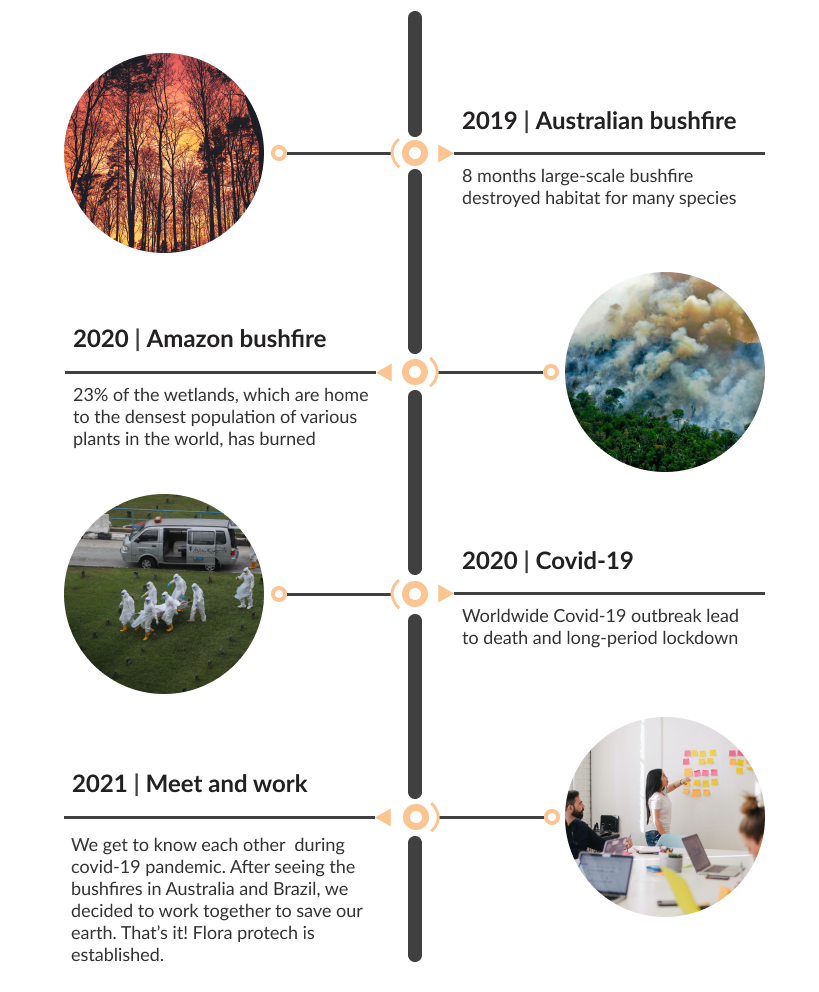 2019 | Australian bushfire
8 months large-scale bushfire
destroyed habitat for many species
2020 | Amazon bushfire
23% of the wetlands, which are home
to the densest population of various
plants in the world, has burned
2020 | Covid-19
Worldwide Covid-19 outbreak lead
to death and long-period lockdown
2021 | Meet and work
We get to know each other  during
covid-19 pandemic. After seeing the
bushfires in Australia and Brazil, we
decided to work together to save our
earth. That's it! Flora protech is
established.